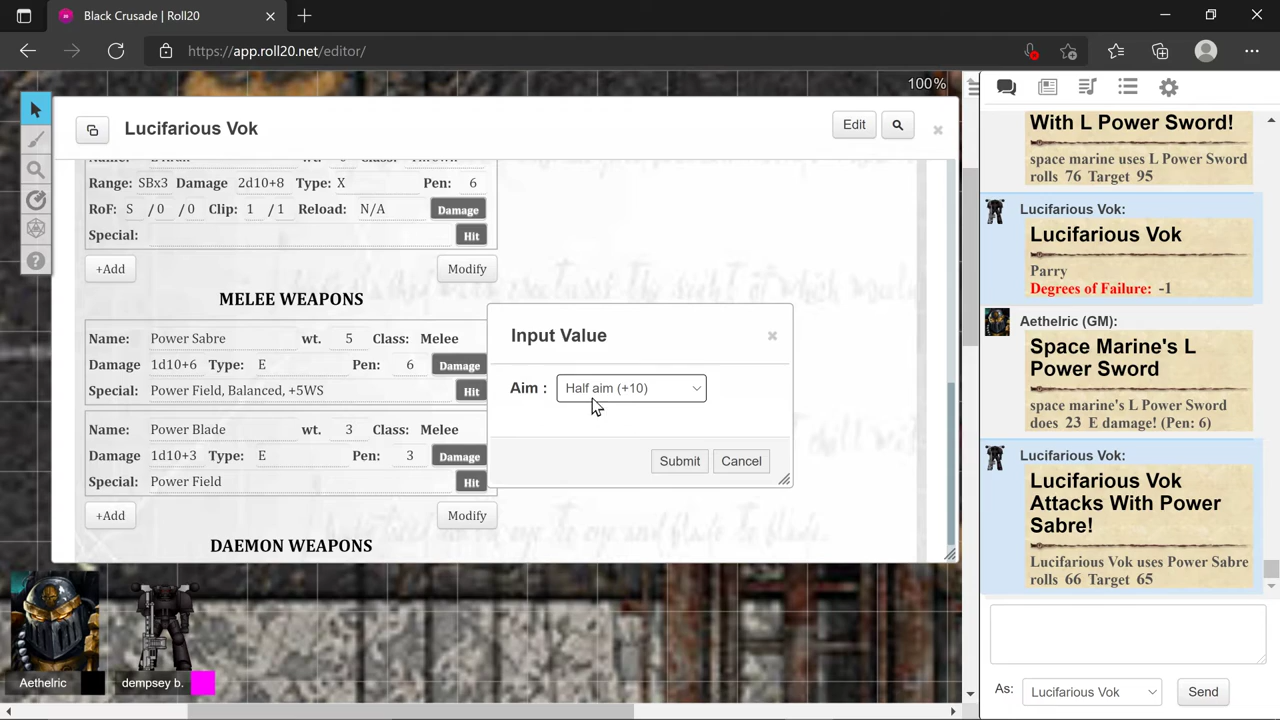 Black Crusade | Roll20
https://app.roll20.net/editor/
100%
Lucifarious Vok
Edit
Range: SBx3 Damage 2d10+8 Type: X Pen: 6
RoF: S /0 /0 Clip: 1 /1 Reload: N/A Damage
Special: Hit
+Add Modify
MELEE WEAPONS
Name: Power Sabre wt. 5 Class: Melee
Damage 1d10+6 Type: E Pen: 6 Damage
Special: Power Field, Balanced, +5WS Hit
Name: Power Blade wt. 3 Class: Melee
Damage 1d10+3 Type: E Pen: 3 Damage
Special: Power Field Hit
+Add Modify
DAEMON WEAPONS
Input Value
Aim : Half aim (+10)
Submit Cancel
Aethelric
dempsey b.
With L Power Sword!
space marine uses L Power Sword
rolls 76 Target 95
Lucifarious Vok:
Lucifarious Vok
Parry
Degrees of Failure: -1
Aethelric (GM):
Space Marine's L
Power Sword
space marine's L Power Sword
does 23 E damage! (Pen: 6)
Lucifarious Vok:
Lucifarious Vok
Attacks With Power
Sabre!
Lucifarious Vok uses Power Sabre
rolls 66 Target 65
As: Lucifarious Vok Send